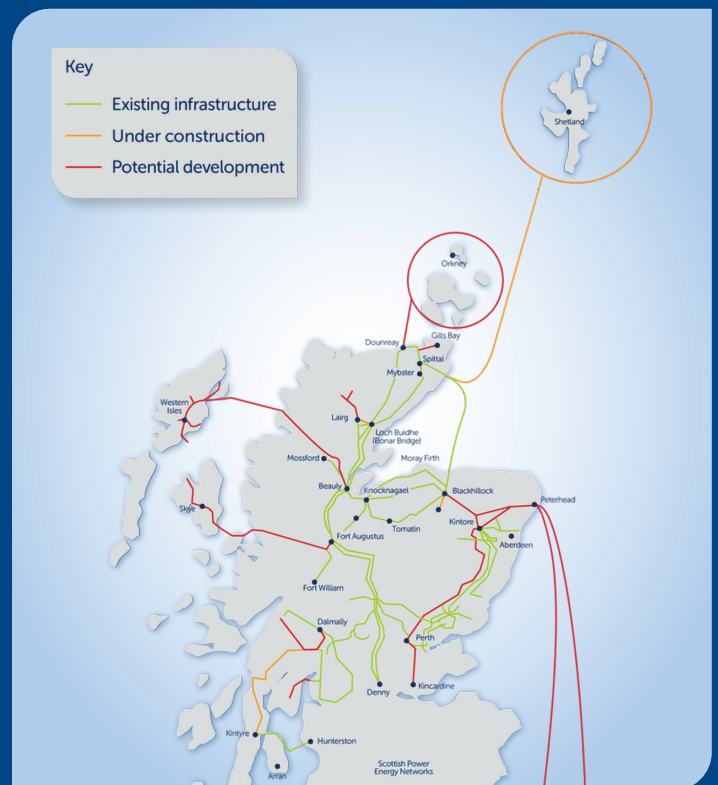 Key
Existing infrastructure
Under construction
Potential development
Shetland
Orkney
Gills Bay
Dounreay
Spittal
Mybster
Western
Isles
Lairg
Loch Buidhe
(Bonar Bridge)
Mossford
Moray Firth
Beauly
Knocknagael
Blackhillock
Peterhead
Skye
Tomatin
Kintore
Fort Augustus
Aberdeen
Fort William
Dalmally
Perth
Denny
Kincardine
Kintyre
Hunterston
Arran
Scottish Power
Energy Networks